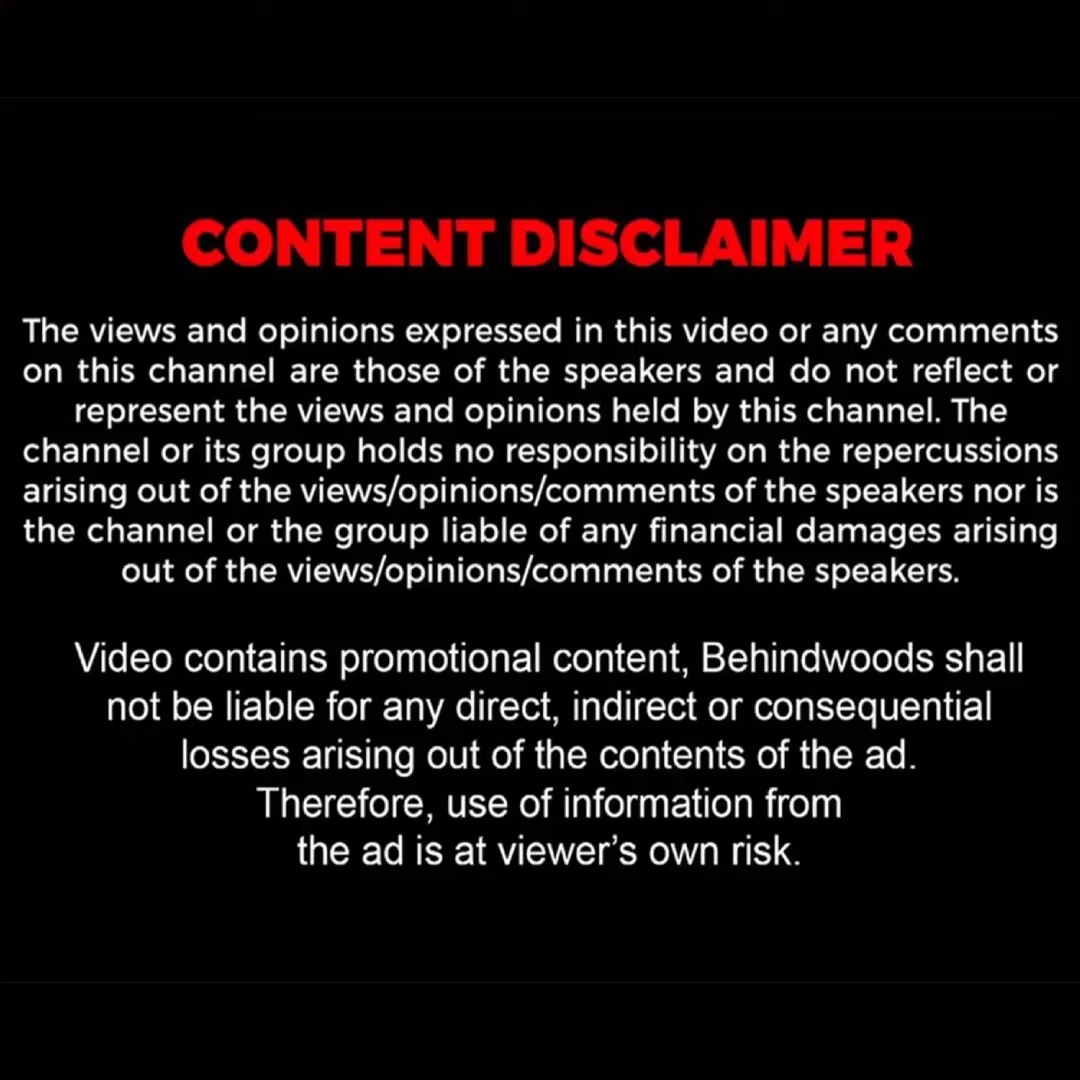 CONTENT DISCLAIMER
The views and opinions expressed in this video or any comments
on this channel are those of the speakers and do not reflect or
represent the views and opinions held by this channel. The
channel or its group holds no responsibility on the repercussions
arising out of the views/opinions/comments of the speakers nor is
the channel or the group liable of any financial damages arising
out of the views/opinions/comments of the speakers.
Video contains promotional content, Behindwoods shall
not be liable for any direct, indirect or consequential
losses arising out of the contents of the ad.
Therefore, use of information from
the ad is at viewer’s own risk.